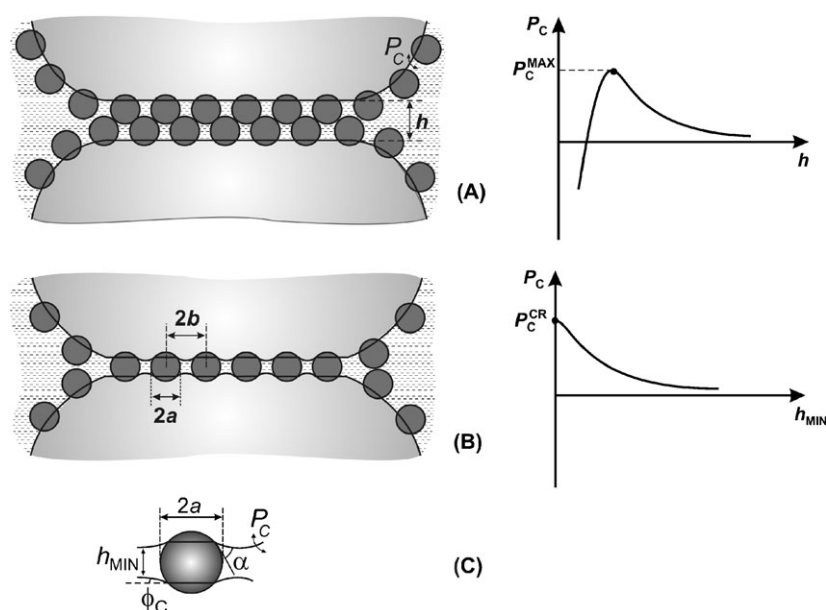 P_C
h
(A)
P_C
P_C^MAX
h
2b
2a
(B)
P_C
P_C^CR
h_MIN
2a
P_C
h_MIN
α
ϕ_C
(C)